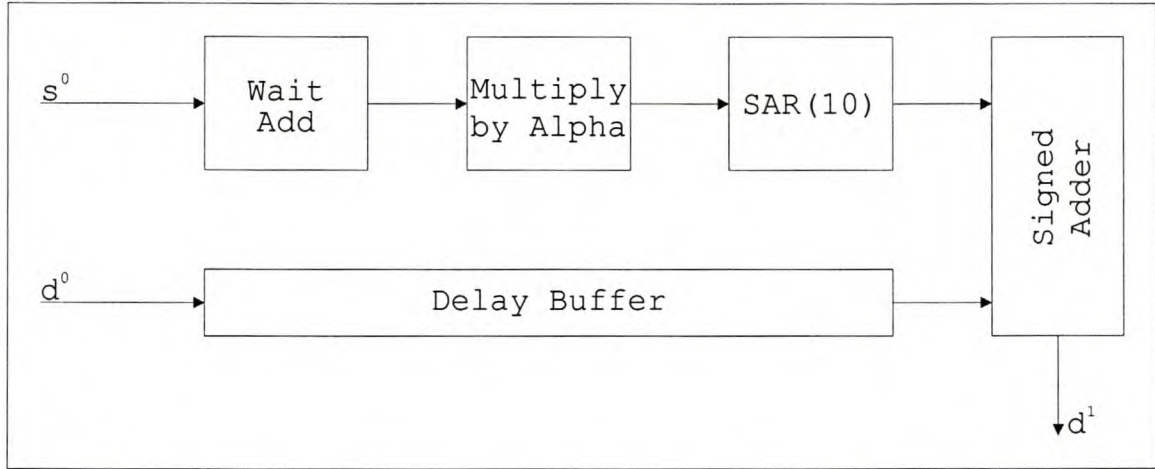 s⁰
Wait
Add
Multiply
by Alpha
SAR(10)
Signed
Adder
d⁰
Delay Buffer
d¹